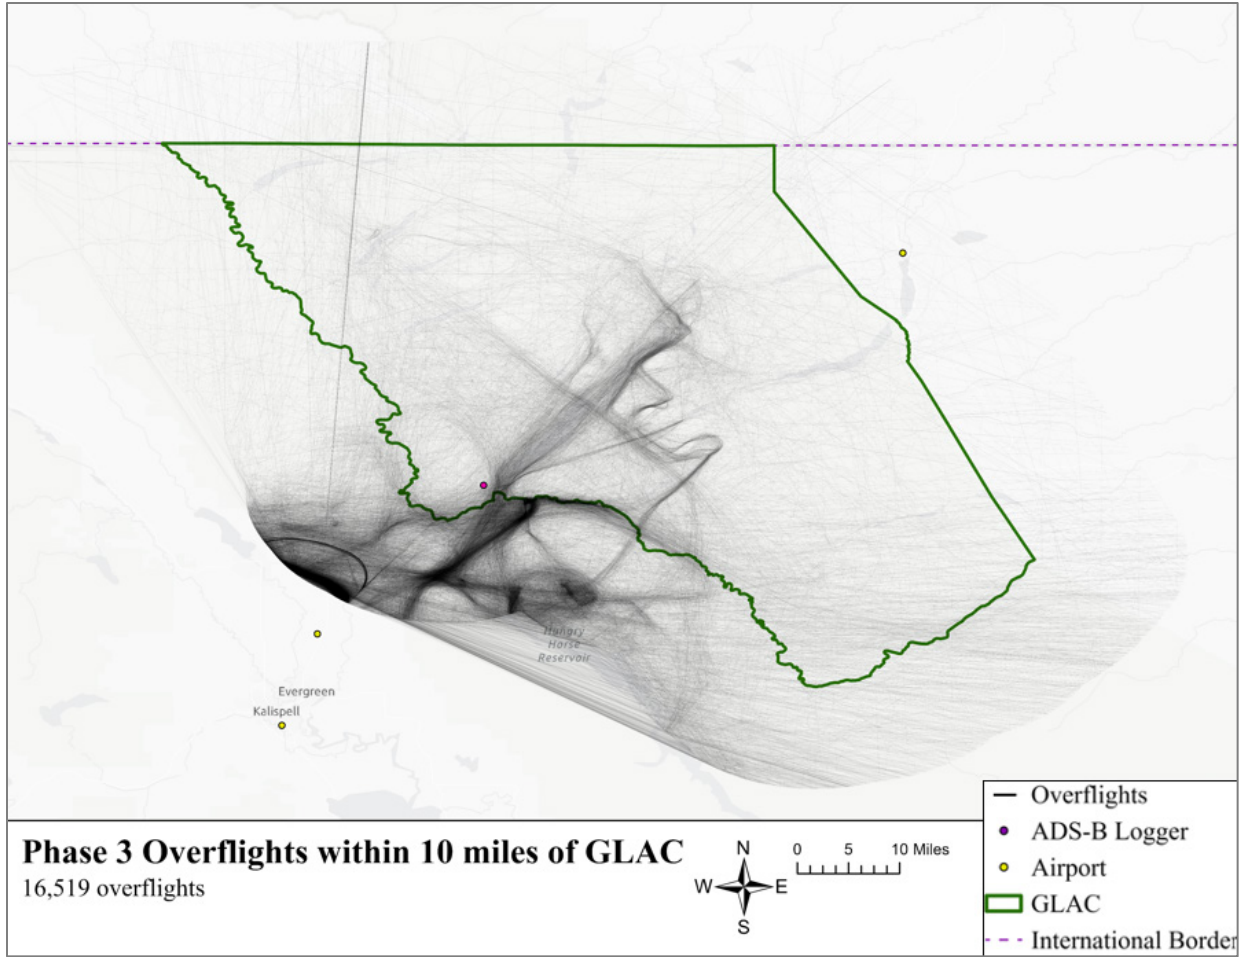 Hungry
Horse
Reservoir
Evergreen
Kalispell
Phase 3 Overflights within 10 miles of GLAC
16,519 overflights
N
W E
S
0 5 10 Miles
Overflights
ADS-B Logger
Airport
GLAC
International Border